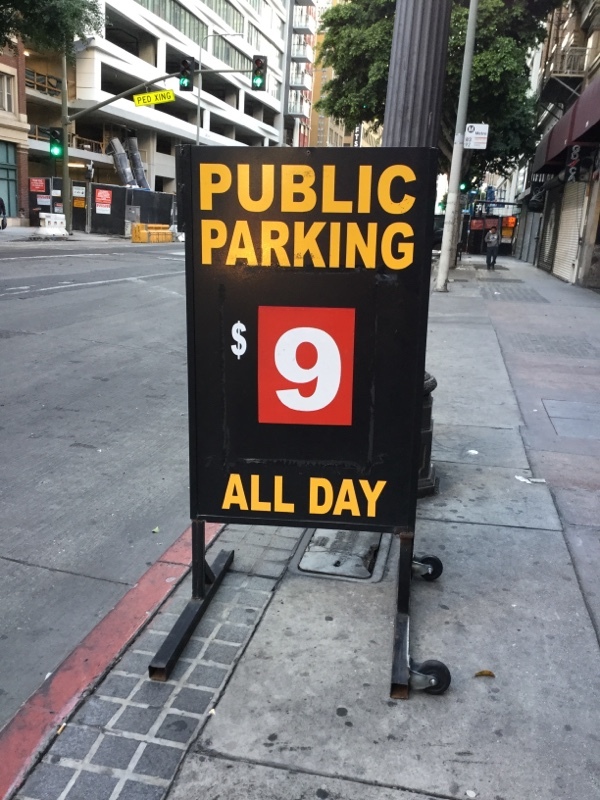 PED XING
PUBLIC
PARKING
$ 9
ALL DAY